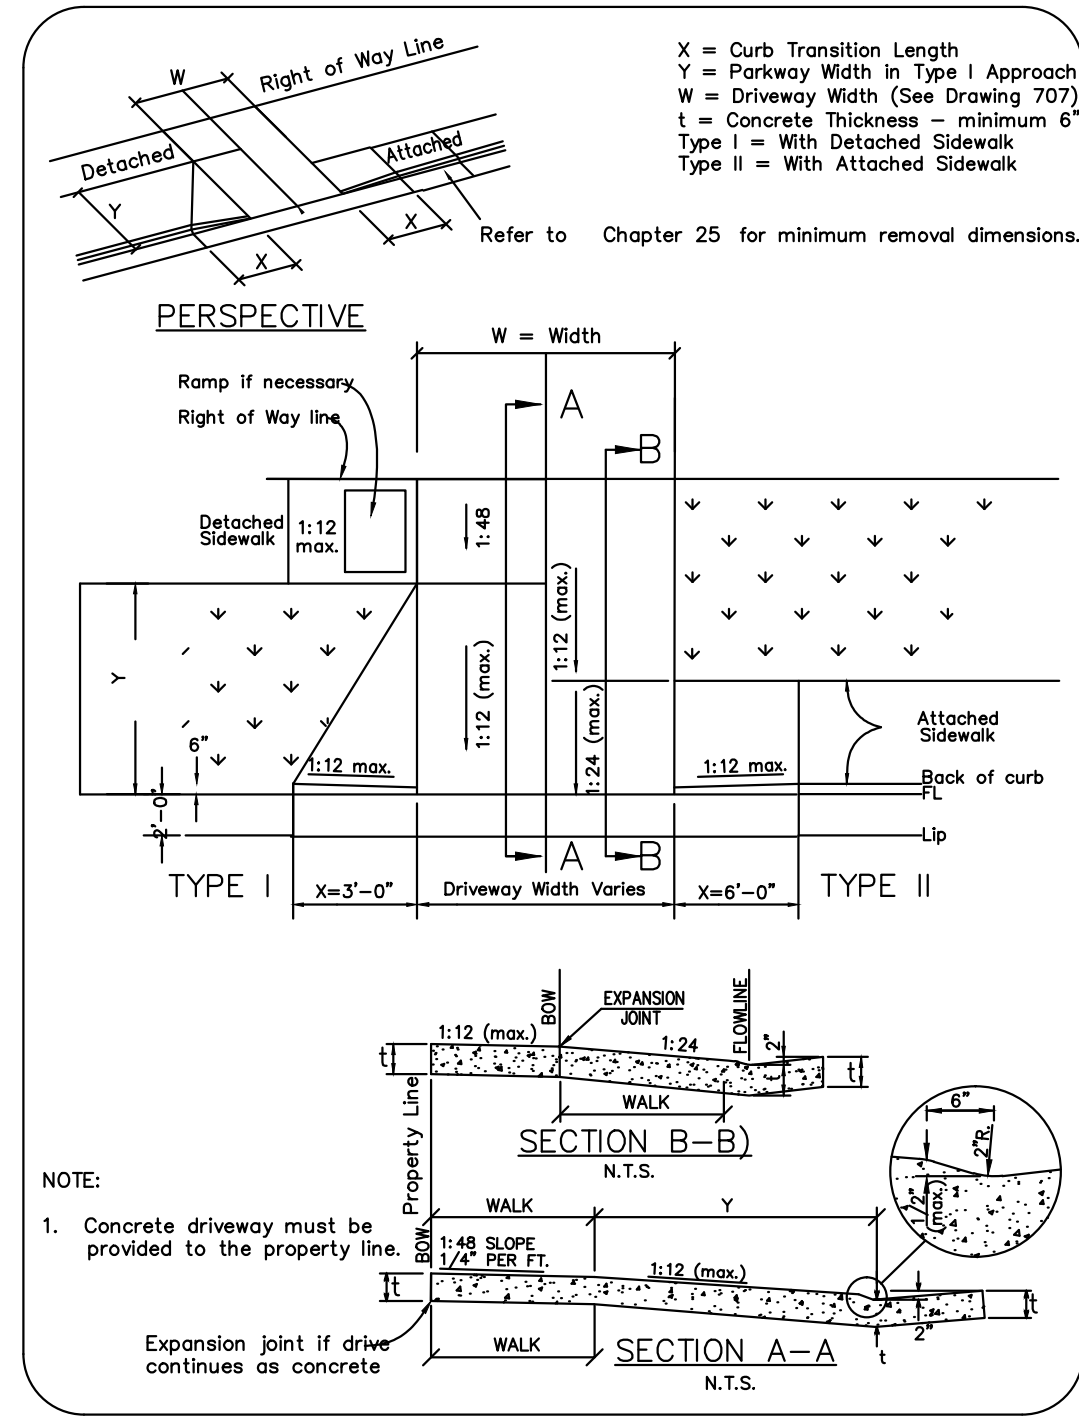 X = Curb Transition Length
Y = Parkway Width in Type I Approach
W = Driveway Width (See Drawing 707)
t = Concrete Thickness – minimum 6"
Type I = With Detached Sidewalk
Type II = With Attached Sidewalk
Right of Way Line
W
Detached
Attached
Y
X
X
Refer to Chapter 25 for minimum removal dimensions.
PERSPECTIVE
W = Width
Ramp if necessary
Right of Way line
A
B
Detached
Sidewalk
1:12
max.
1:48
1:12 (max.)
1:12 (max.)
1:24 (max.)
Y
6"
1:12 max.
1:12 max.
Attached
Sidewalk
Back of curb
FL
2'-0"
Lip
A
B
TYPE I
X=3'-0"
Driveway Width Varies
X=6'-0"
TYPE II
BOW
EXPANSION
JOINT
FLOWLINE
1:12 (max.)
1:24
2"
t
t
t
WALK
Property Line
SECTION B-B)
N.T.S.
6"
2"R.
1/2"
(max.)
NOTE:
1. Concrete driveway must be
provided to the property line.
WALK
Y
BOW
1:48 SLOPE
1/4" PER FT.
1:12 (max.)
t
t
2"
t
Expansion joint if drive
continues as concrete
WALK
SECTION A-A
N.T.S.